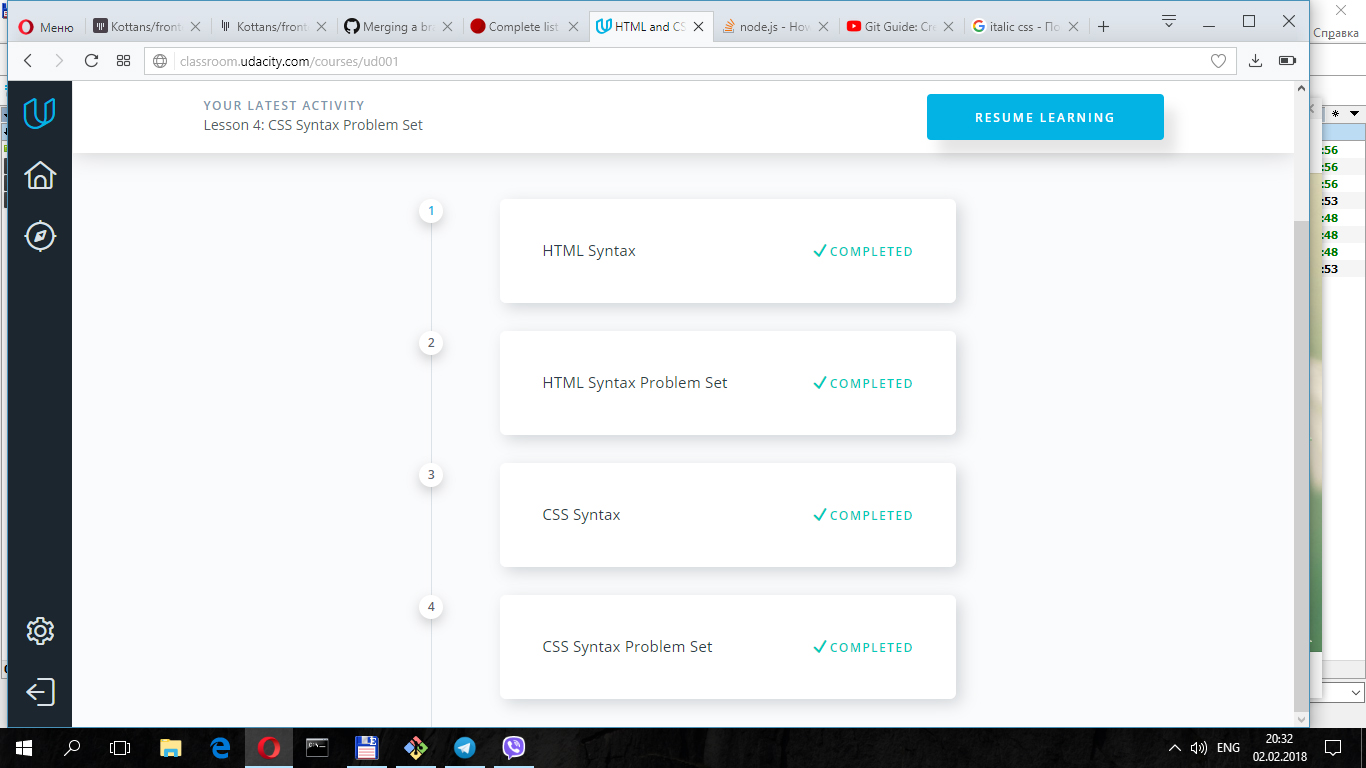 Меню
Kottans/front
Kottans/front
Merging a bra
Complete list
HTML and CS
node.js - How
Git Guide: Cre
italic css - По
Справка
classroom.udacity.com/courses/ud001
YOUR LATEST ACTIVITY
Lesson 4: CSS Syntax Problem Set
RESUME LEARNING
1
HTML Syntax
COMPLETED
2
HTML Syntax Problem Set
COMPLETED
3
CSS Syntax
COMPLETED
4
CSS Syntax Problem Set
COMPLETED
:56
:56
:56
:53
:48
:48
:48
:53
ENG
20:32
02.02.2018